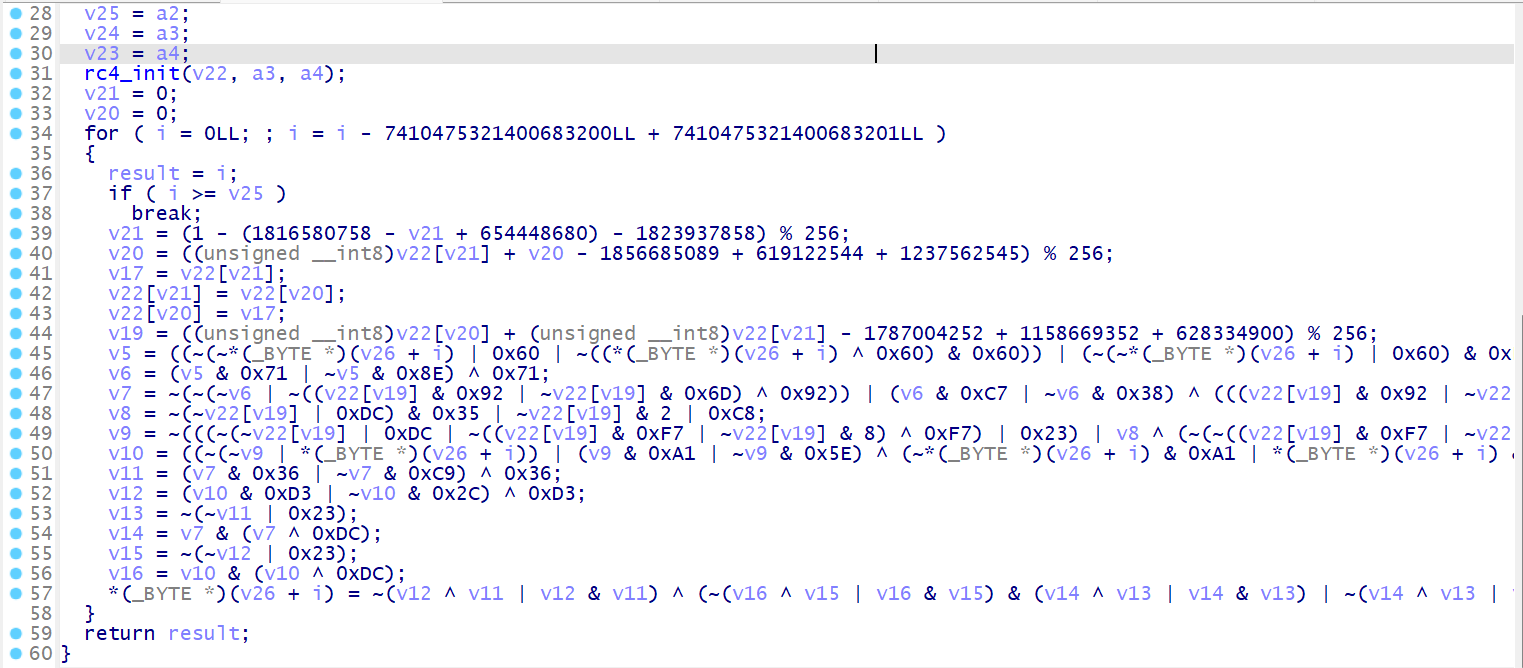 28 v25 = a2;
29 v24 = a3;
30 v23 = a4;
31 rc4_init(v22, a3, a4);
32 v21 = 0;
33 v20 = 0;
34 for ( i = 0LL; ; i = i - 7410475321400683200LL + 7410475321400683201LL )
35 {
36 result = i;
37 if ( i >= v25 )
38 break;
39 v21 = (1 - (1816580758 - v21 + 654448680) - 1823937858) % 256;
40 v20 = ((unsigned __int8)v22[v21] + v20 - 1856685089 + 619122544 + 1237562545) % 256;
41 v17 = v22[v21];
42 v22[v21] = v22[v20];
43 v22[v20] = v17;
44 v19 = ((unsigned __int8)v22[v20] + (unsigned __int8)v22[v21] - 1787004252 + 1158669352 + 628334900) % 256;
45 v5 = ((~(~*(_BYTE *)(v26 + i) | 0x60 | ~((*(_BYTE *)(v26 + i) ^ 0x60) & 0x60)) | (~(~*(_BYTE *)(v26 + i) | 0x60) & 0x
46 v6 = (v5 & 0x71 | ~v5 & 0x8E) ^ 0x71;
47 v7 = ~(~(~v6 | ~((v22[v19] & 0x92 | ~v22[v19] & 0x6D) ^ 0x92)) | (v6 & 0xC7 | ~v6 & 0x38) ^ (((v22[v19] & 0x92 | ~v22
48 v8 = ~(~v22[v19] | 0xDC) & 0x35 | ~v22[v19] & 2 | 0xC8;
49 v9 = ~(((~(~v22[v19] | 0xDC | ~((v22[v19] & 0xF7 | ~v22[v19] & 8) ^ 0xF7) | 0x23) | v8 ^ (~(~((v22[v19] & 0xF7 | ~v22
50 v10 = ((~(~v9 | *(_BYTE *)(v26 + i)) | (v9 & 0xA1 | ~v9 & 0x5E) ^ (~*(_BYTE *)(v26 + i) & 0xA1 | *(_BYTE *)(v26 + i) &
51 v11 = (v7 & 0x36 | ~v7 & 0xC9) ^ 0x36;
52 v12 = (v10 & 0xD3 | ~v10 & 0x2C) ^ 0xD3;
53 v13 = ~(~v11 | 0x23);
54 v14 = v7 & (v7 ^ 0xDC);
55 v15 = ~(~v12 | 0x23);
56 v16 = v10 & (v10 ^ 0xDC);
57 *(_BYTE *)(v26 + i) = ~(v12 ^ v11 | v12 & v11) ^ (~(v16 ^ v15 | v16 & v15) & (v14 ^ v13 | v14 & v13) | ~(v14 ^ v13 |
58 }
59 return result;
60 }